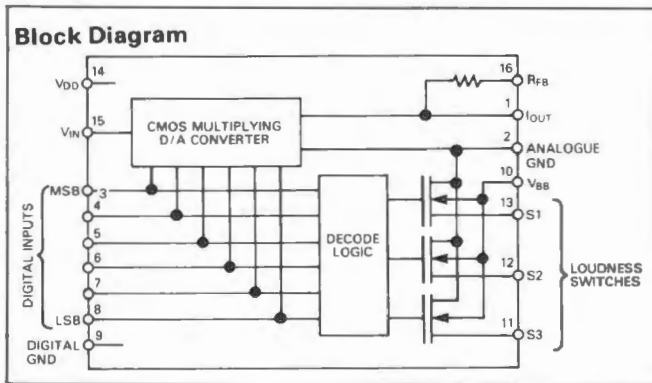 Block Diagram
14
VDD
15
VIN
CMOS MULTIPLYING
D/A CONVERTER
16
RFB
1
IOUT
2
ANALOGUE
GND
10
VBB
DIGITAL INPUTS
MSB
3
4
5
6
7
8
LSB
9
DIGITAL
GND
DECODE
LOGIC
13
S1
12
S2
11
S3
LOUDNESS
SWITCHES